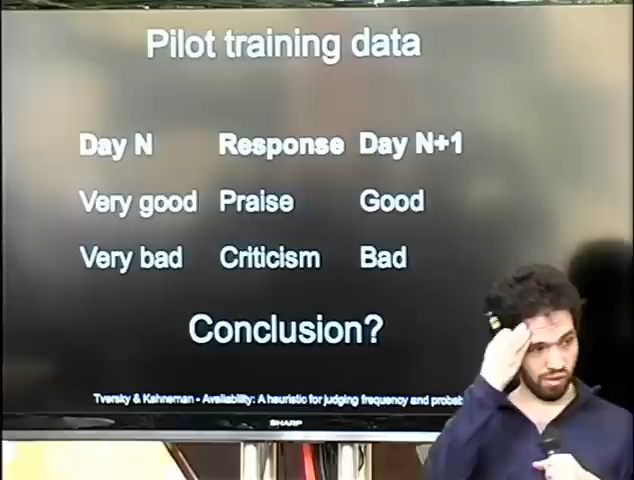 Pilot training data
Day N Response Day N+1
Very good Praise Good
Very bad Criticism Bad
Conclusion?
Tversky & Kahneman - Availability: A heuristic for judging frequency and probab
SHARP